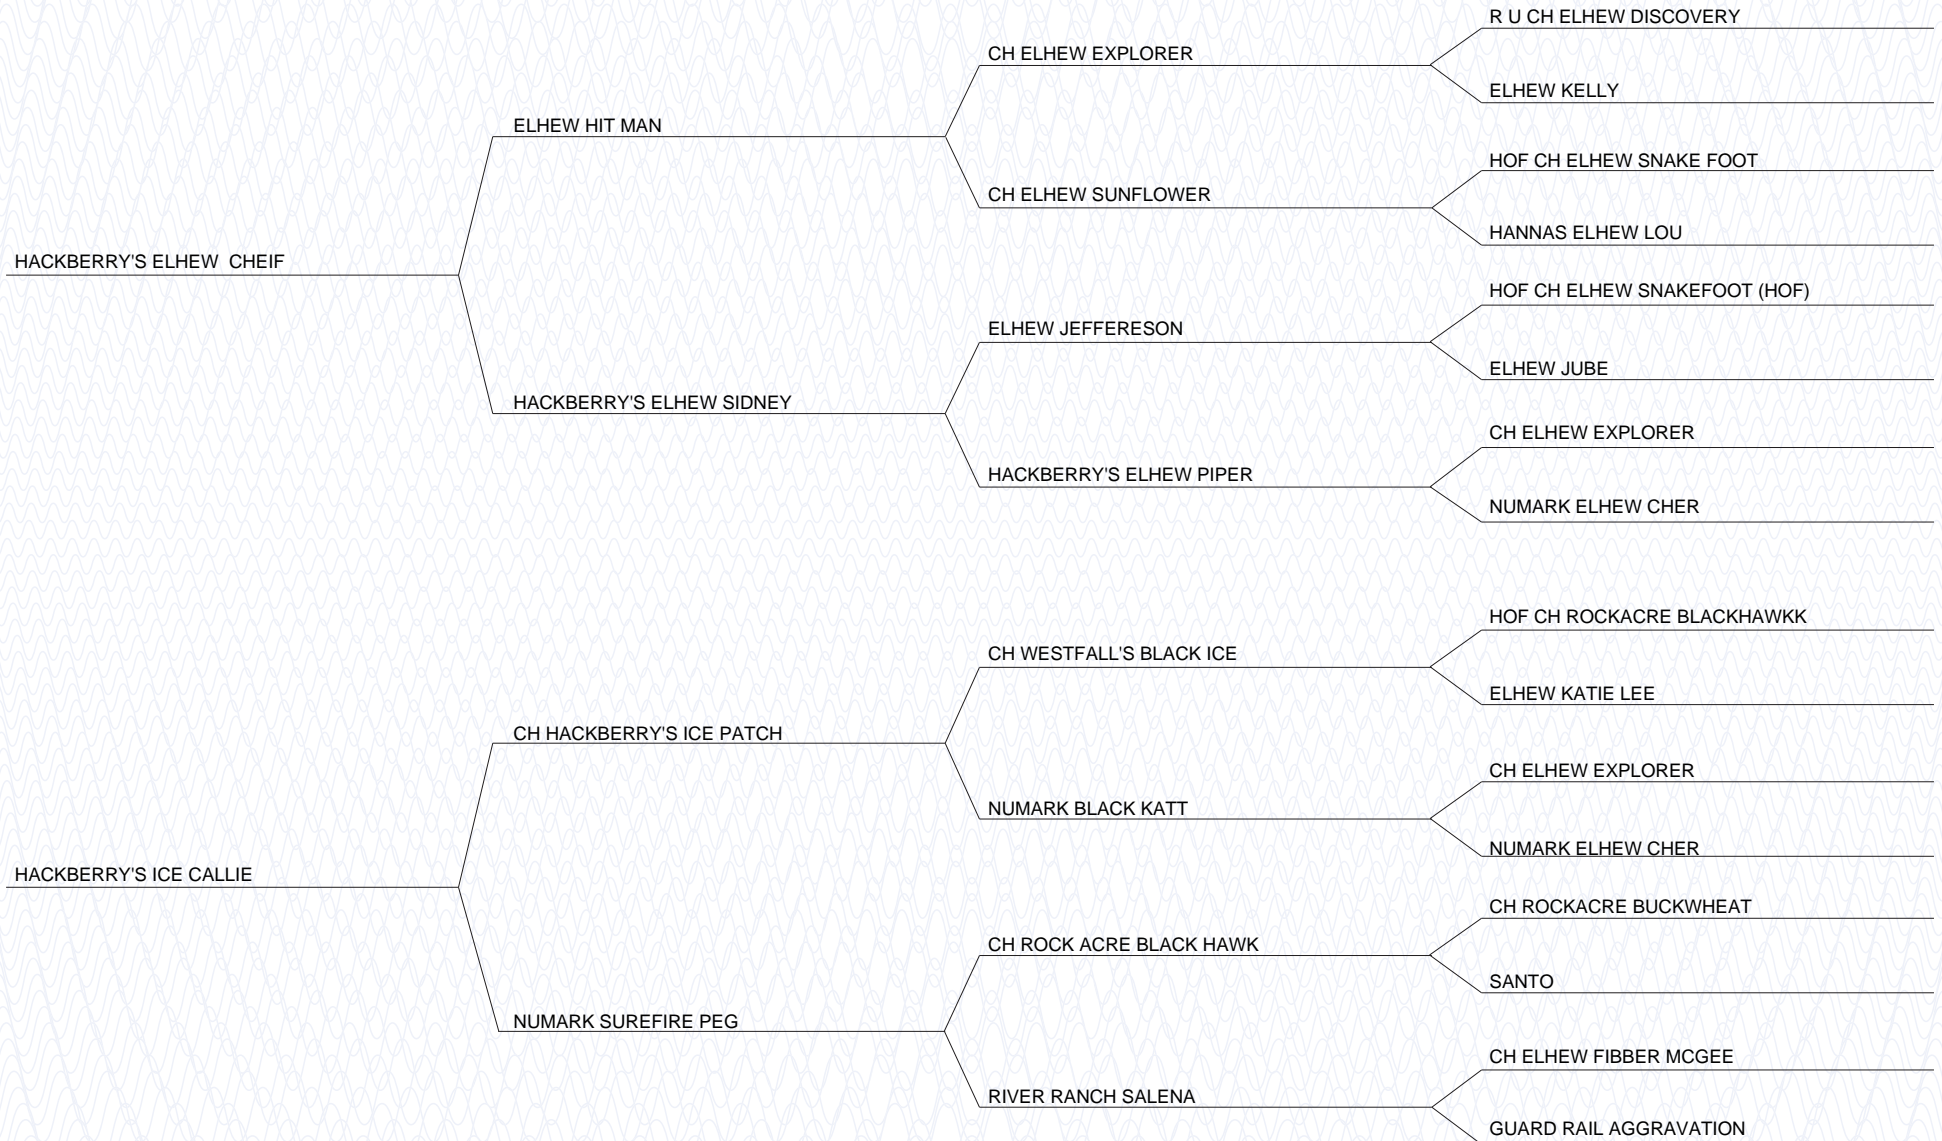 R U CH ELHEW DISCOVERY
CH ELHEW EXPLORER
ELHEW KELLY
ELHEW HIT MAN
HOF CH ELHEW SNAKE FOOT
CH ELHEW SUNFLOWER
HANNAS ELHEW LOU
HACKBERRY'S ELHEW  CHEIF
HOF CH ELHEW SNAKEFOOT (HOF)
ELHEW JEFFERESON
ELHEW JUBE
HACKBERRY'S ELHEW SIDNEY
CH ELHEW EXPLORER
HACKBERRY'S ELHEW PIPER
NUMARK ELHEW CHER
HOF CH ROCKACRE BLACKHAWKK
CH WESTFALL'S BLACK ICE
ELHEW KATIE LEE
CH HACKBERRY'S ICE PATCH
CH ELHEW EXPLORER
NUMARK BLACK KATT
NUMARK ELHEW CHER
HACKBERRY'S ICE CALLIE
CH ROCKACRE BUCKWHEAT
CH ROCK ACRE BLACK HAWK
SANTO
NUMARK SUREFIRE PEG
CH ELHEW FIBBER MCGEE
RIVER RANCH SALENA
GUARD RAIL AGGRAVATION